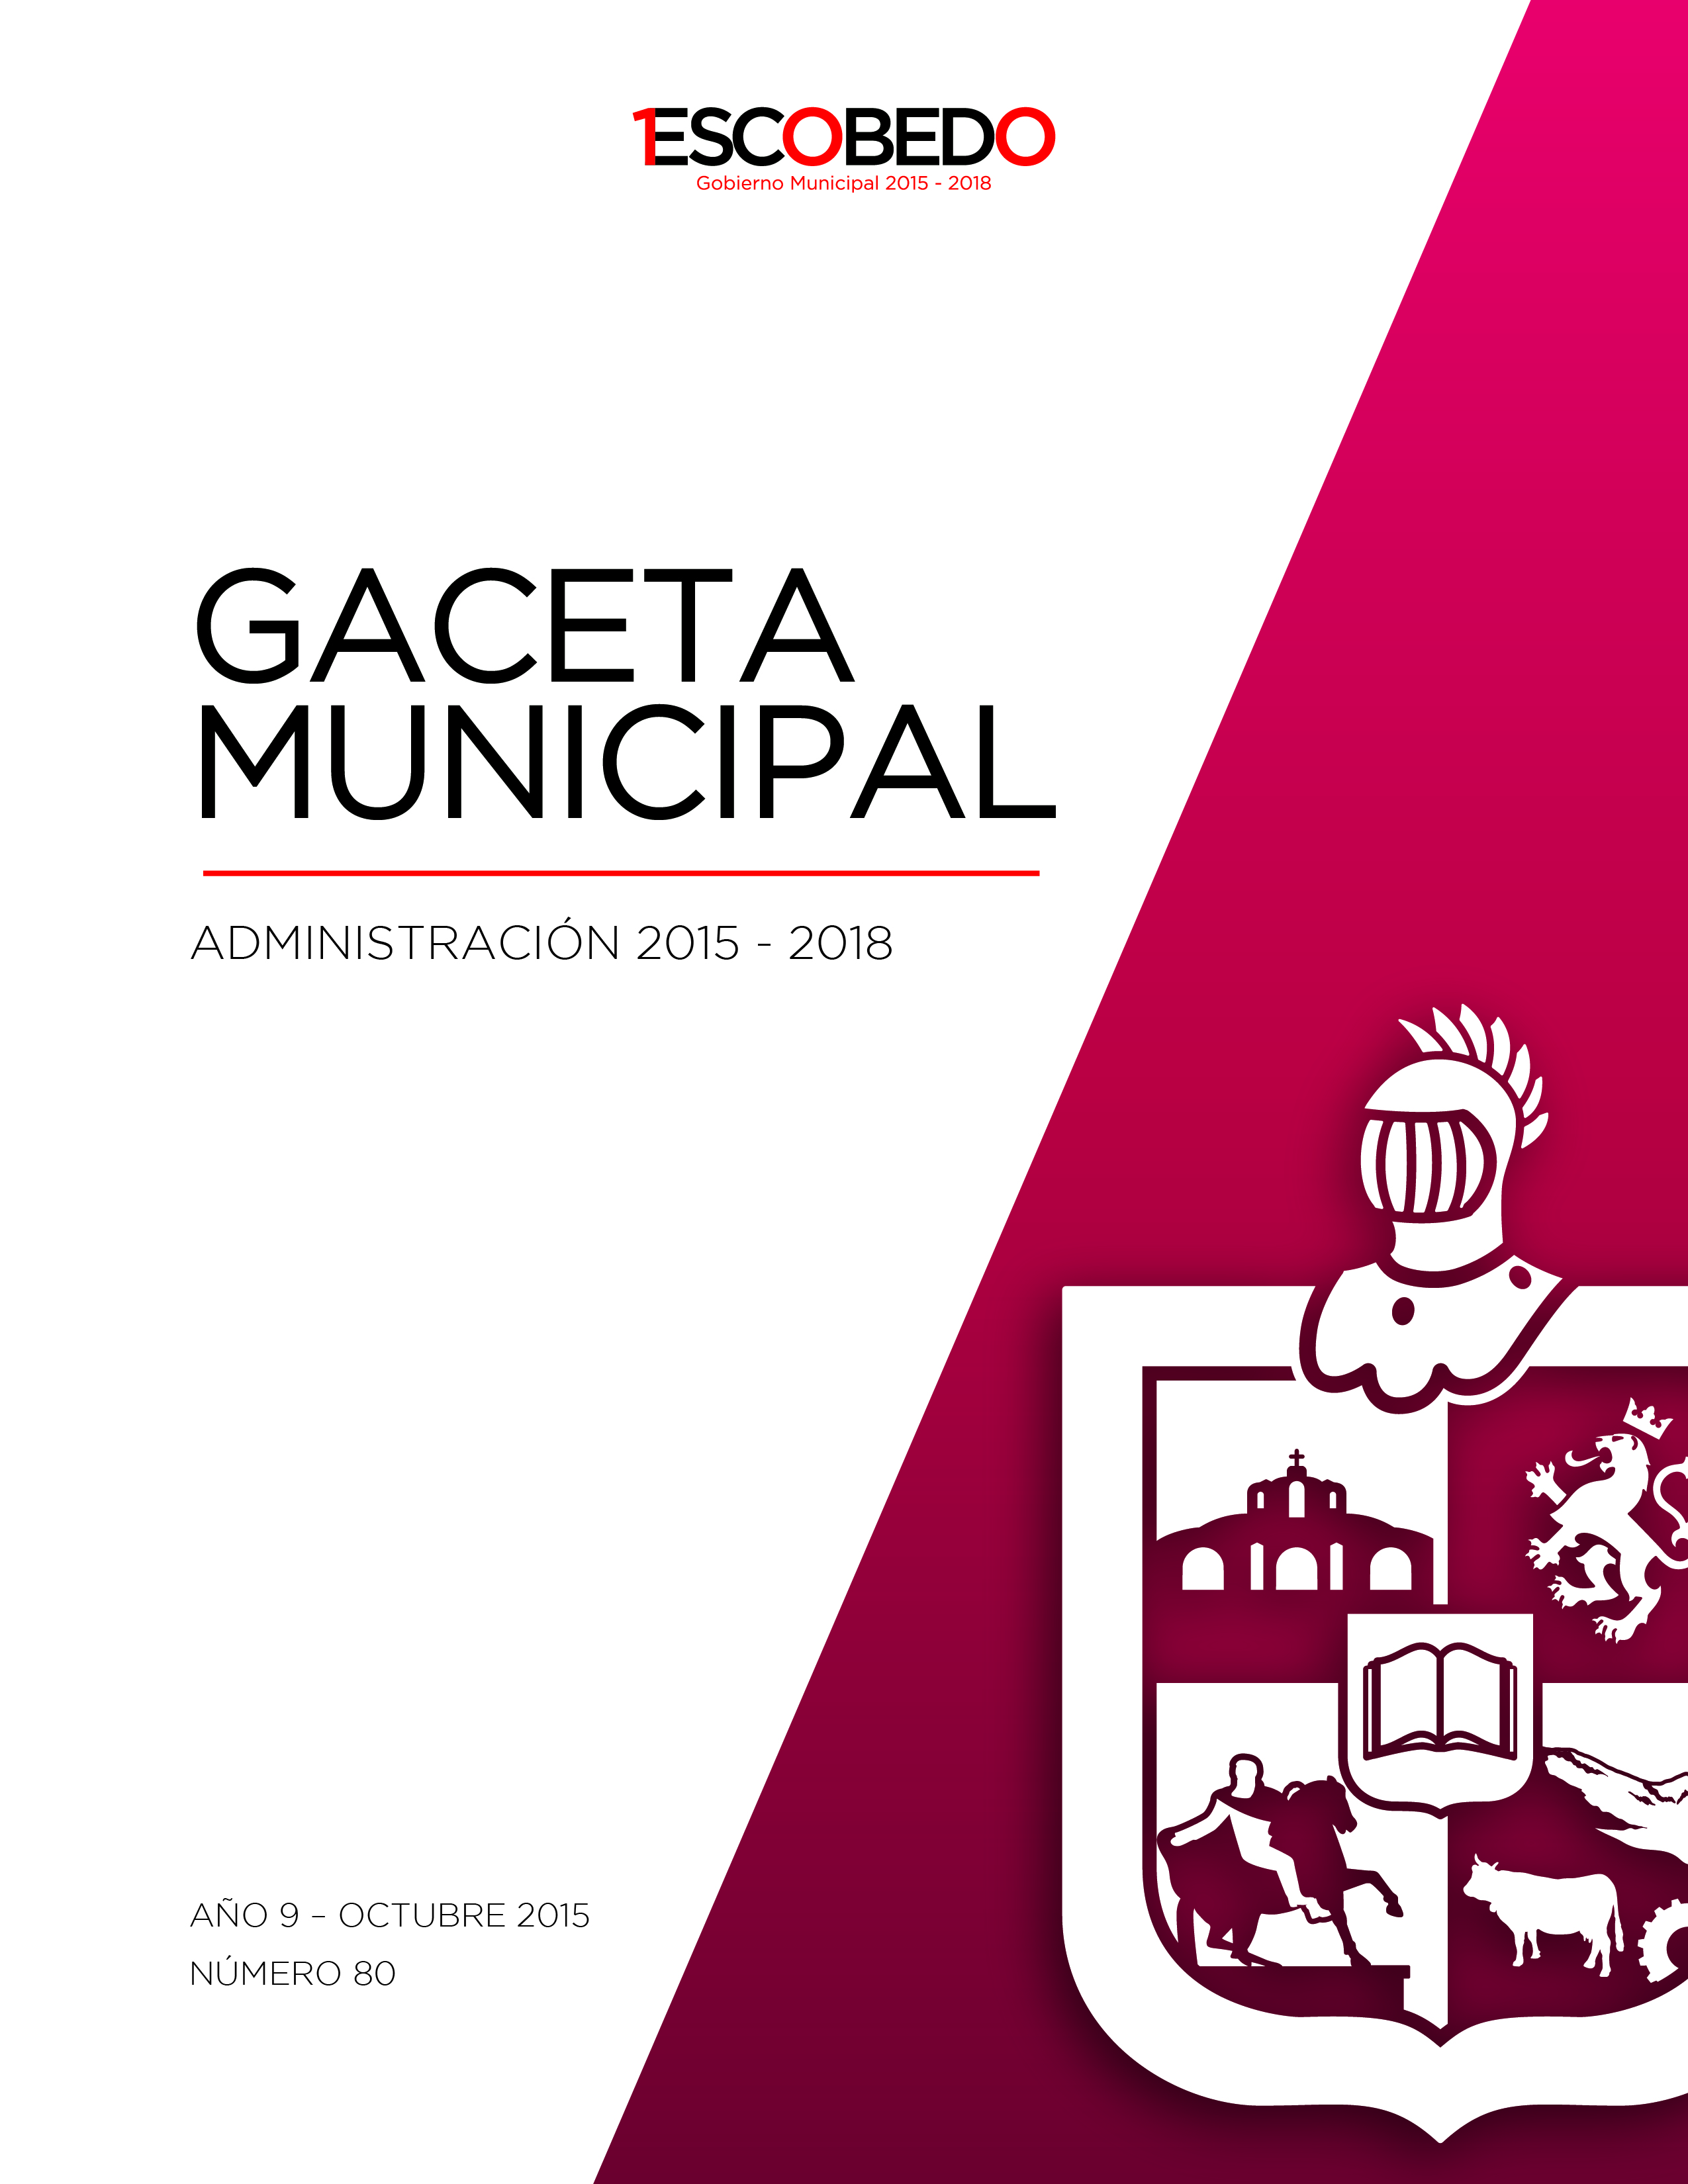 1ESCOBEDO
Gobierno Municipal 2015 - 2018
GACETA
MUNICIPAL
ADMINISTRACIÓN 2015 - 2018
AÑO 9 – OCTUBRE 2015
NÚMERO 80